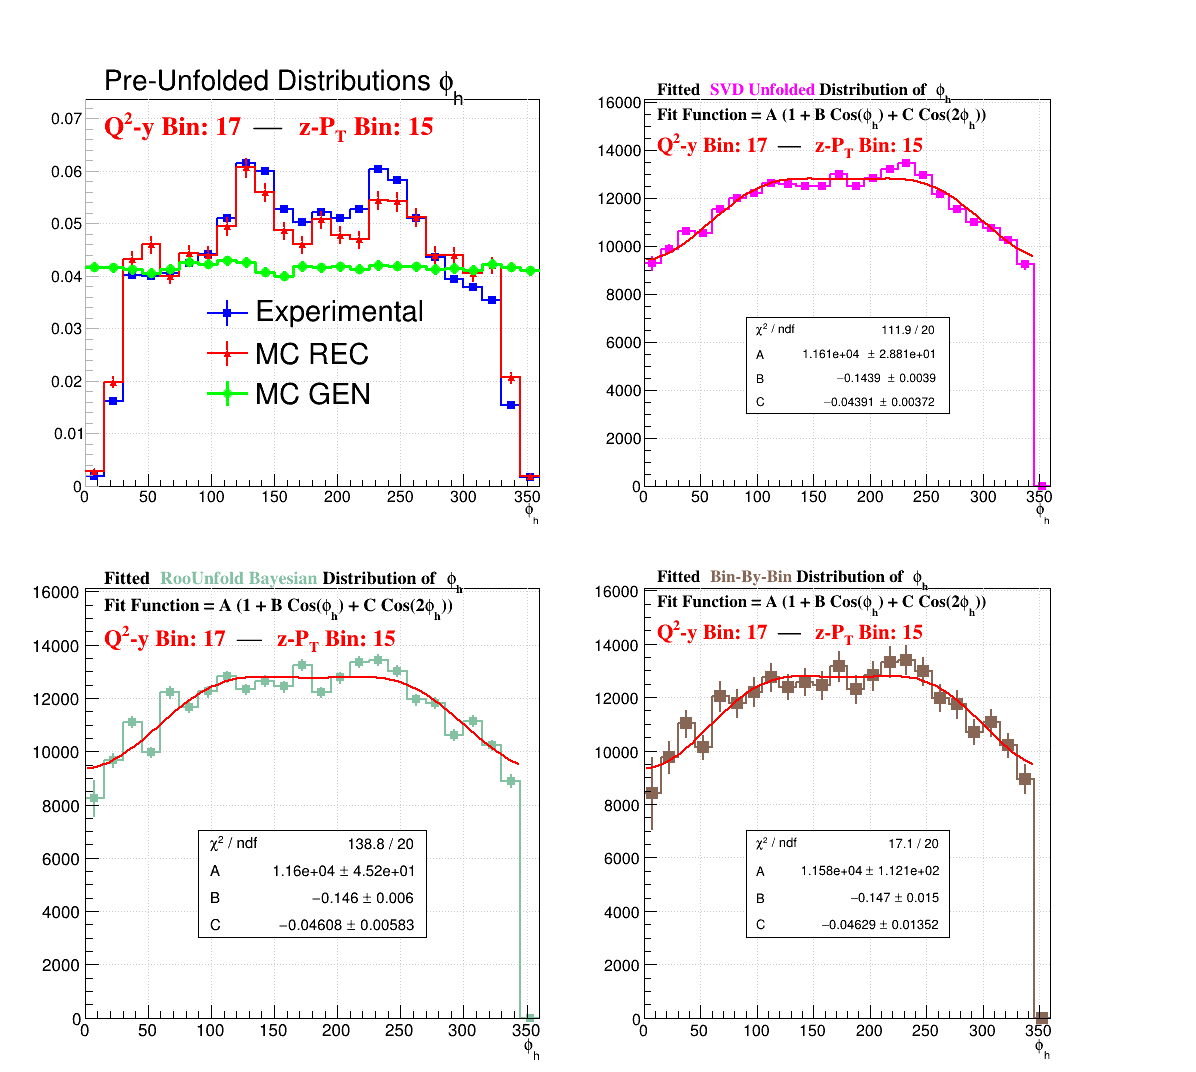 Pre-Unfolded Distributions ϕh
Q²-y Bin: 17 — z-PT Bin: 15
0.07
0.06
0.05
0.04
0.03
0.02
0.01
0
Experimental
MC REC
MC GEN
0 50 100 150 200 250 300 350
ϕh
Fitted SVD Unfolded Distribution of ϕh
Fit Function = A (1 + B Cos(ϕh) + C Cos(2ϕh))
Q²-y Bin: 17 — z-PT Bin: 15
16000
14000
12000
10000
8000
6000
4000
2000
0
χ² / ndf 111.9 / 20
A 1.161e+04 ± 2.881e+01
B −0.1439 ± 0.0039
C −0.04391 ± 0.00372
0 50 100 150 200 250 300 350
ϕh
Fitted RooUnfold Bayesian Distribution of ϕh
Fit Function = A (1 + B Cos(ϕh) + C Cos(2ϕh))
Q²-y Bin: 17 — z-PT Bin: 15
16000
14000
12000
10000
8000
6000
4000
2000
0
χ² / ndf 138.8 / 20
A 1.16e+04 ± 4.52e+01
B −0.146 ± 0.006
C −0.04608 ± 0.00583
0 50 100 150 200 250 300 350
ϕh
Fitted Bin-By-Bin Distribution of ϕh
Fit Function = A (1 + B Cos(ϕh) + C Cos(2ϕh))
Q²-y Bin: 17 — z-PT Bin: 15
16000
14000
12000
10000
8000
6000
4000
2000
0
χ² / ndf 17.1 / 20
A 1.158e+04 ± 1.121e+02
B −0.147 ± 0.015
C −0.04629 ± 0.01352
0 50 100 150 200 250 300 350
ϕh